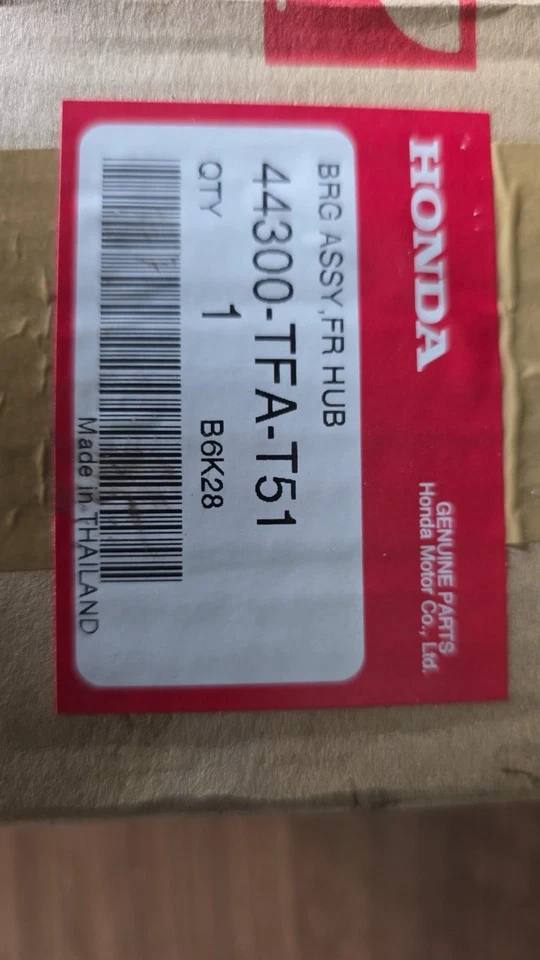 HONDA
GENUINE PARTS
Honda Motor Co., Ltd.
BRG ASSY,FR HUB
44300-TFA-T51
QTY 1 B6K28
Made in THAILAND